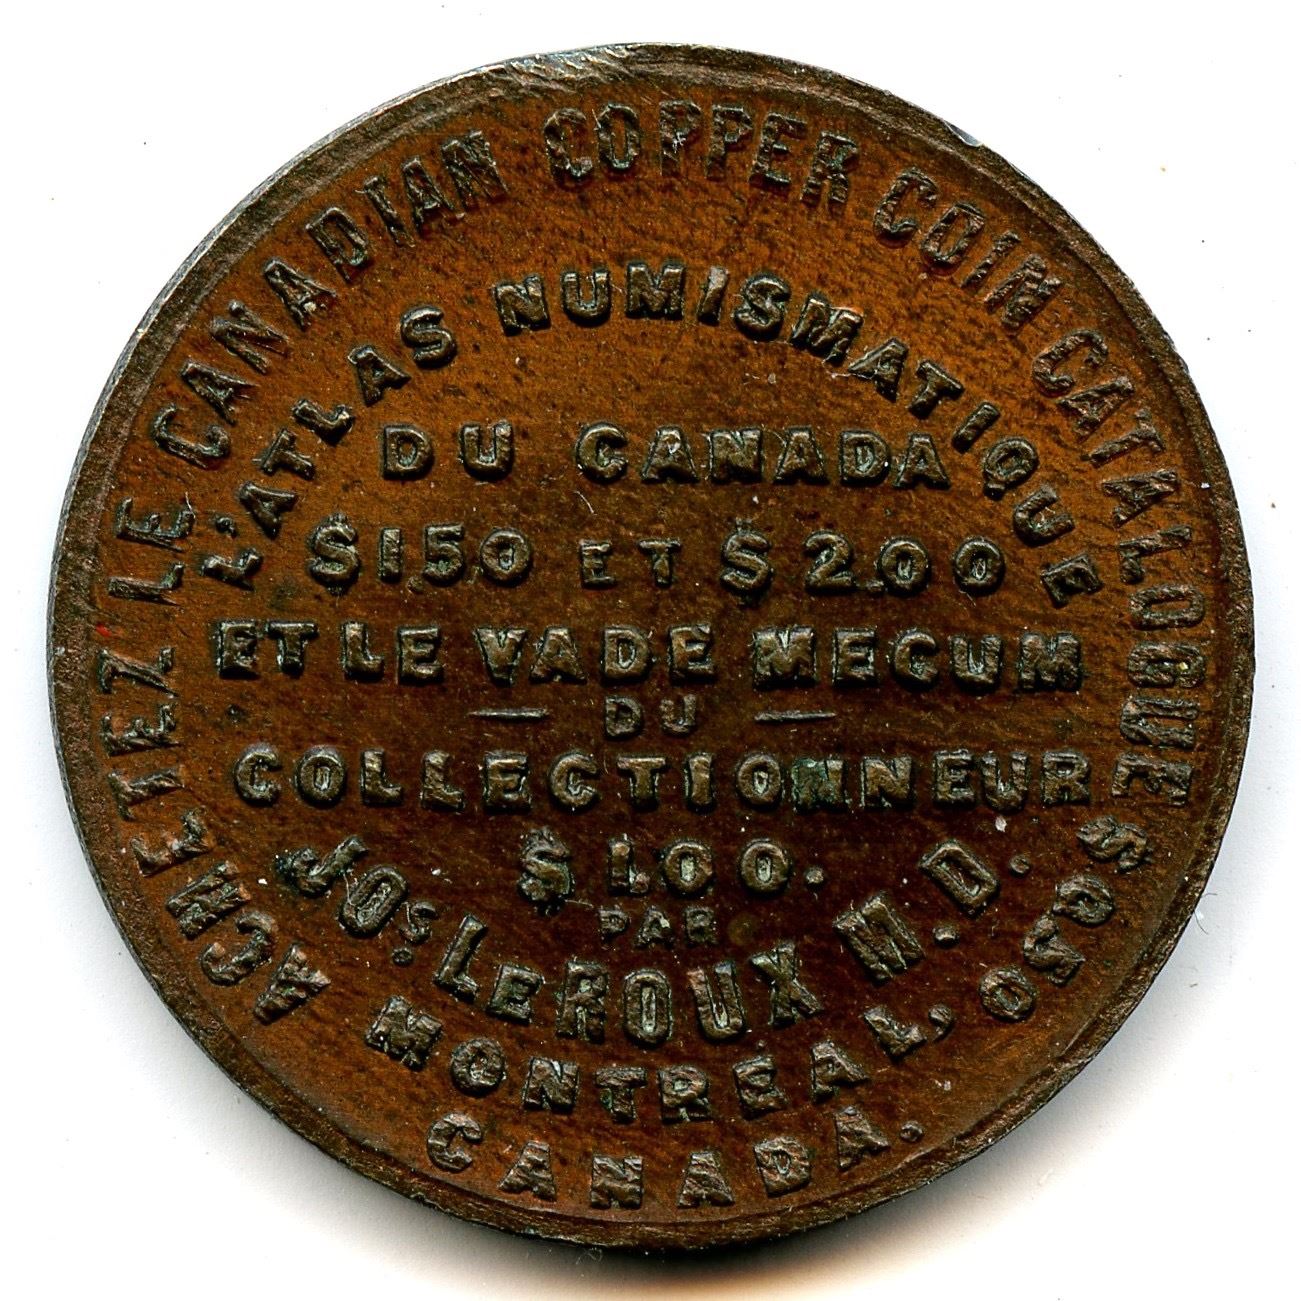 ACHETEZ LE CANADIAN COPPER COIN CATALOGUE $0.50
L'ATLAS NUMISMATIQUE
DU CANADA
$1.50 ET $2.00
ET LE VADE MECUM
— DU —
COLLECTIONNEUR
$1.00.
PAR
JOS. LEROUX M.D.
MONTREAL,
CANADA.